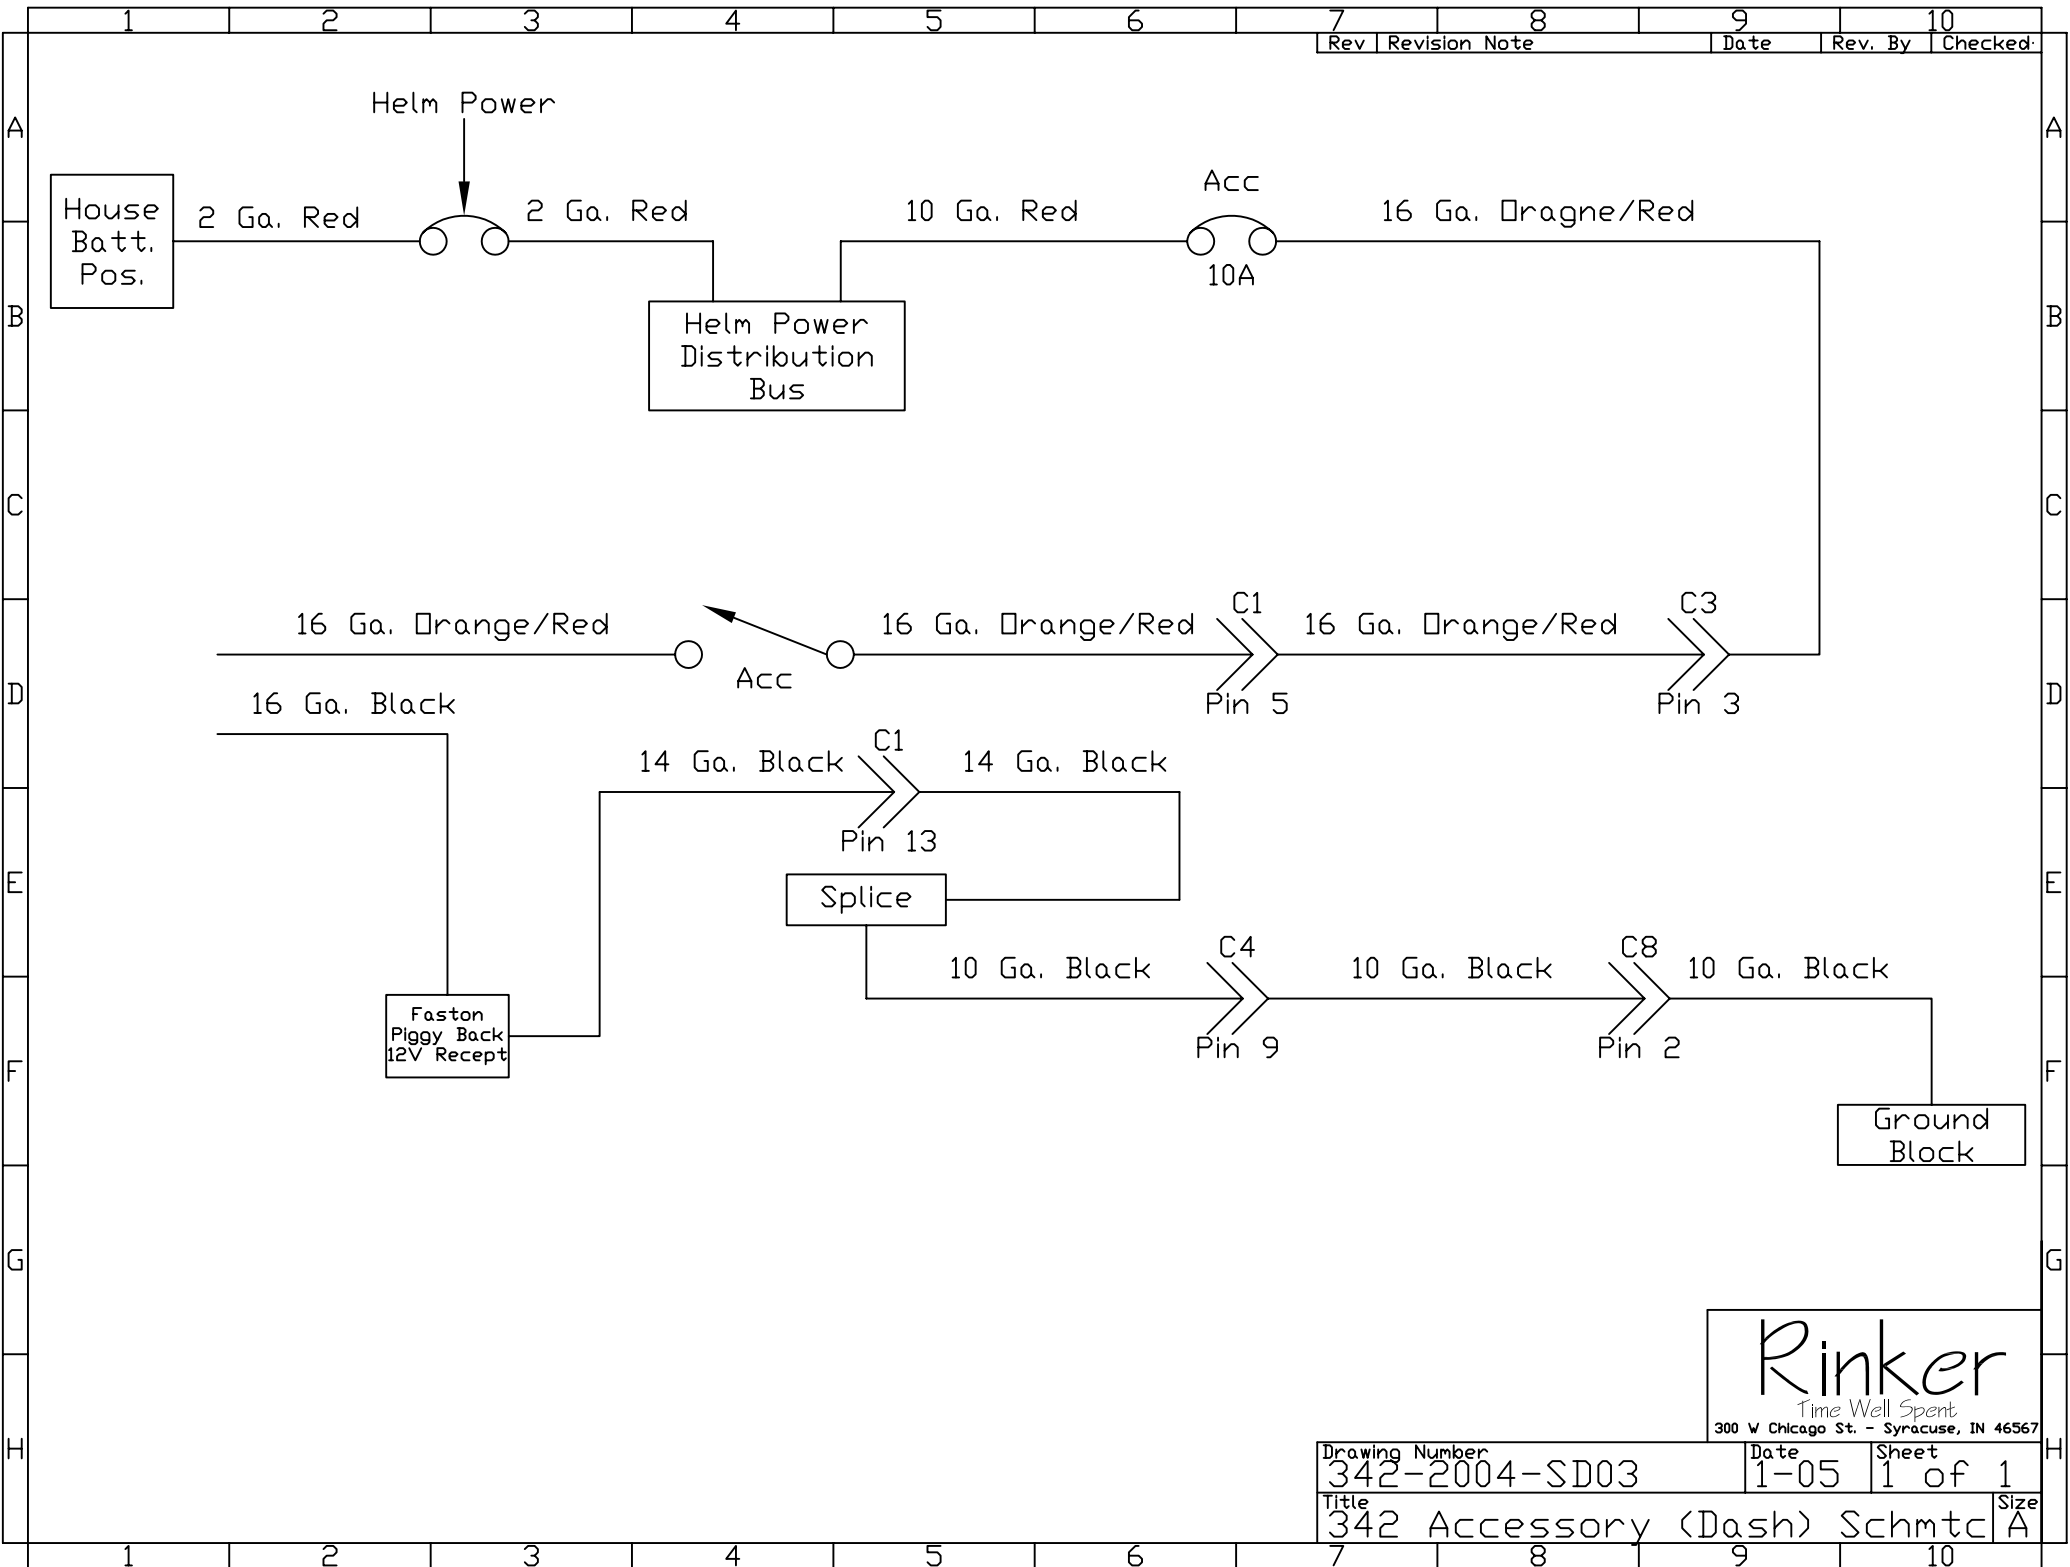 1 2 3 4 5 6 7 8 9 10
Rev Revision Note Date Rev. By Checked
A A
Helm Power
Acc
House
Batt.
Pos.
2 Ga. Red 2 Ga. Red 10 Ga. Red 16 Ga. Oragne/Red
10A
B B
Helm Power
Distribution
Bus
C C
C1 C3
16 Ga. Orange/Red 16 Ga. Orange/Red 16 Ga. Orange/Red
Acc
Pin 5 Pin 3
D D
16 Ga. Black
C1
14 Ga. Black 14 Ga. Black
Pin 13
E E
Splice
C4 C8
10 Ga. Black 10 Ga. Black 10 Ga. Black
Pin 9 Pin 2
Faston
Piggy Back
12V Recept
F F
Ground
Block
G G
Rinker
Time Well Spent
300 W Chicago St. - Syracuse, IN 46567
H H
Drawing Number Date Sheet
342-2004-SD03 1-05 1 of 1
Title Size
342 Accessory (Dash) Schmtc A
1 2 3 4 5 6 7 8 9 10